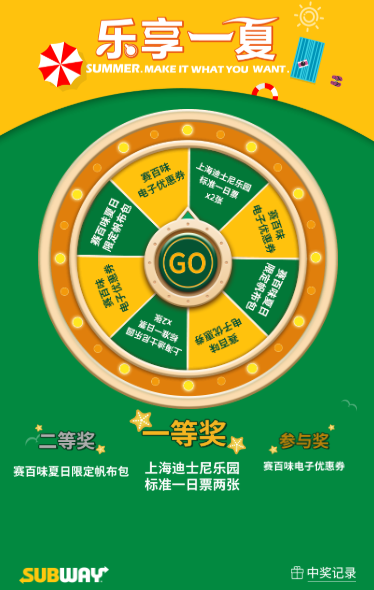 乐享一夏
SUMMER. MAKE IT WHAT YOU WANT.
赛百味
电子优惠券
上海迪士尼乐园
标准一日票
x2张
赛百味
电子优惠券
赛百味夏日
限定帆布包
赛百味
电子优惠券
上海迪士尼乐园
标准一日票
x2张
赛百味
电子优惠券
赛百味夏日
限定帆布包
GO
二等奖
赛百味夏日限定帆布包
一等奖
上海迪士尼乐园
标准一日票两张
参与奖
赛百味电子优惠券
SUBWAY
中奖记录